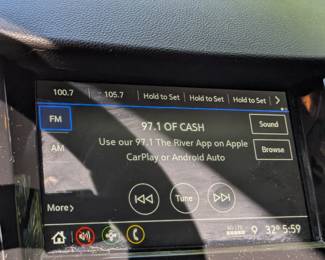 100.7 105.7 Hold to Set Hold to Set Hold to Set
FM
97.1 OF CASH
Sound
Use our 97.1 The River App on Apple
CarPlay or Android Auto
Browse
AM
Tune
More
32° 5:59